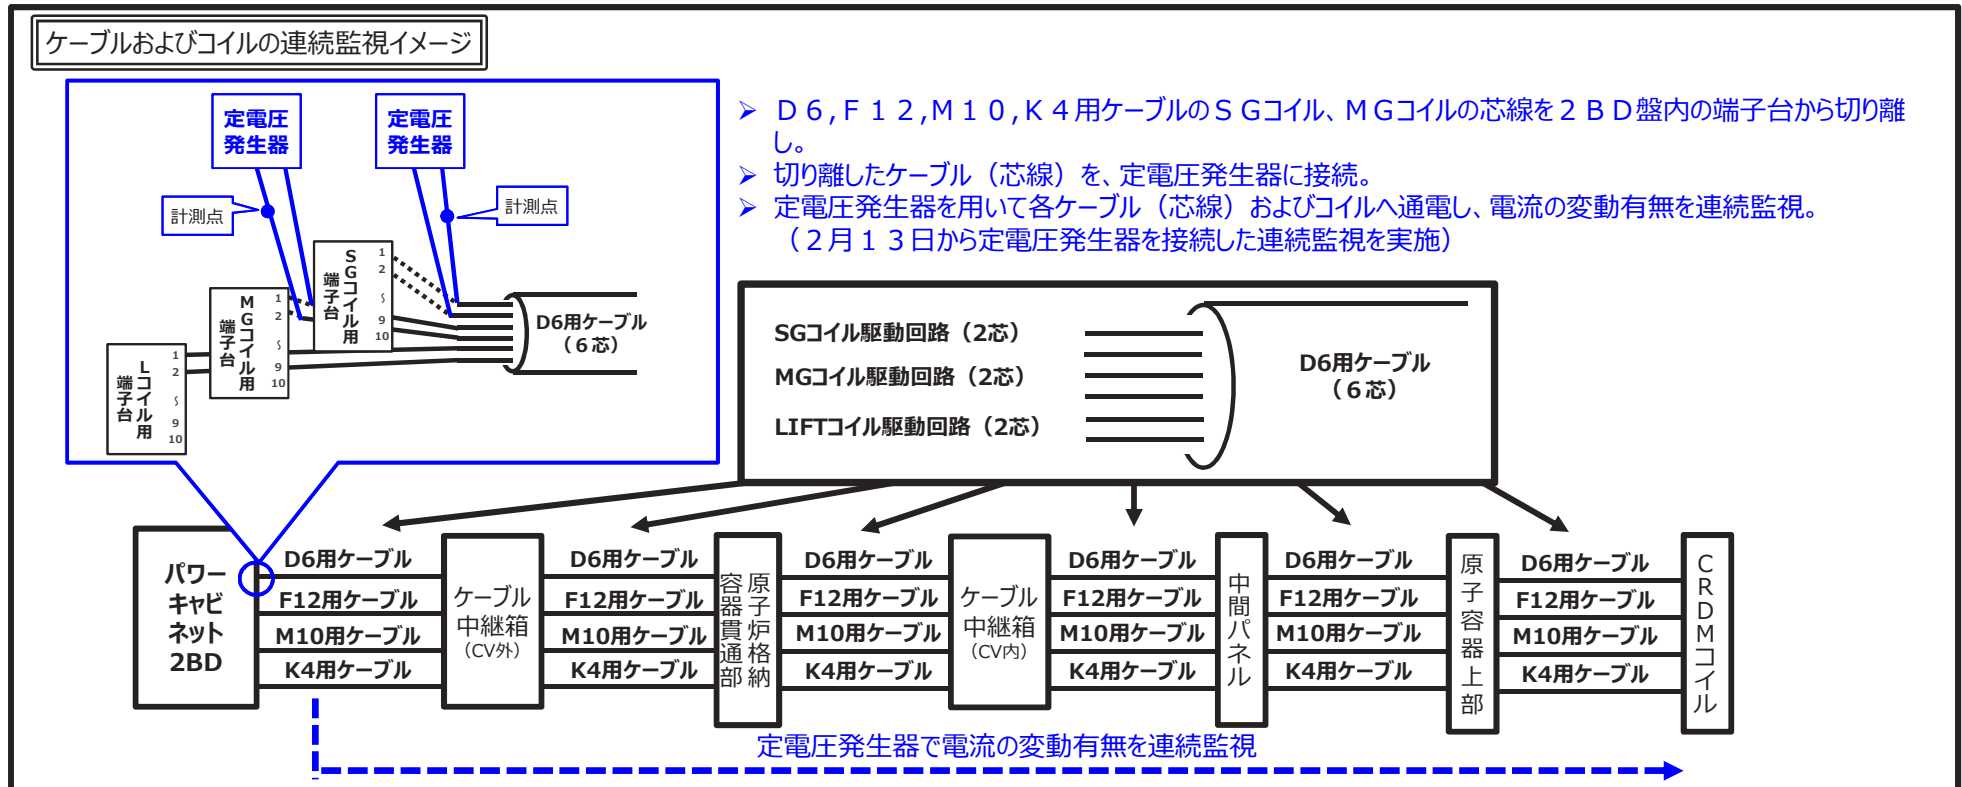 ケーブルおよびコイルの連続監視イメージ
定電圧
発生器
定電圧
発生器
計測点
計測点
SGコイル用
端子台
1
2
～
9
10
MGコイル用
端子台
1
2
～
9
10
Lコイル用
端子台
1
2
～
9
10
D6用ケーブル
（６芯）
➢ Ｄ６,Ｆ１２,Ｍ１０,Ｋ４用ケーブルのＳＧコイル、ＭＧコイルの芯線を２ＢＤ盤内の端子台から切り離
し。
➢ 切り離したケーブル（芯線）を、定電圧発生器に接続。
➢ 定電圧発生器を用いて各ケーブル（芯線）およびコイルへ通電し、電流の変動有無を連続監視。
（２月１３日から定電圧発生器を接続した連続監視を実施）
SGコイル駆動回路（2芯）
MGコイル駆動回路（2芯）
LIFTコイル駆動回路（2芯）
D6用ケーブル
（６芯）
パワー
キャビ
ネット
2BD
D6用ケーブル
F12用ケーブル
M10用ケーブル
K4用ケーブル
ケーブル
中継箱
（CV外）
D6用ケーブル
F12用ケーブル
M10用ケーブル
K4用ケーブル
原子炉格納
容器貫通部
D6用ケーブル
F12用ケーブル
M10用ケーブル
K4用ケーブル
ケーブル
中継箱
（CV内）
D6用ケーブル
F12用ケーブル
M10用ケーブル
K4用ケーブル
中間パネル
D6用ケーブル
F12用ケーブル
M10用ケーブル
K4用ケーブル
原子容器上部
D6用ケーブル
F12用ケーブル
M10用ケーブル
K4用ケーブル
CRDMコイル
定電圧発生器で電流の変動有無を連続監視